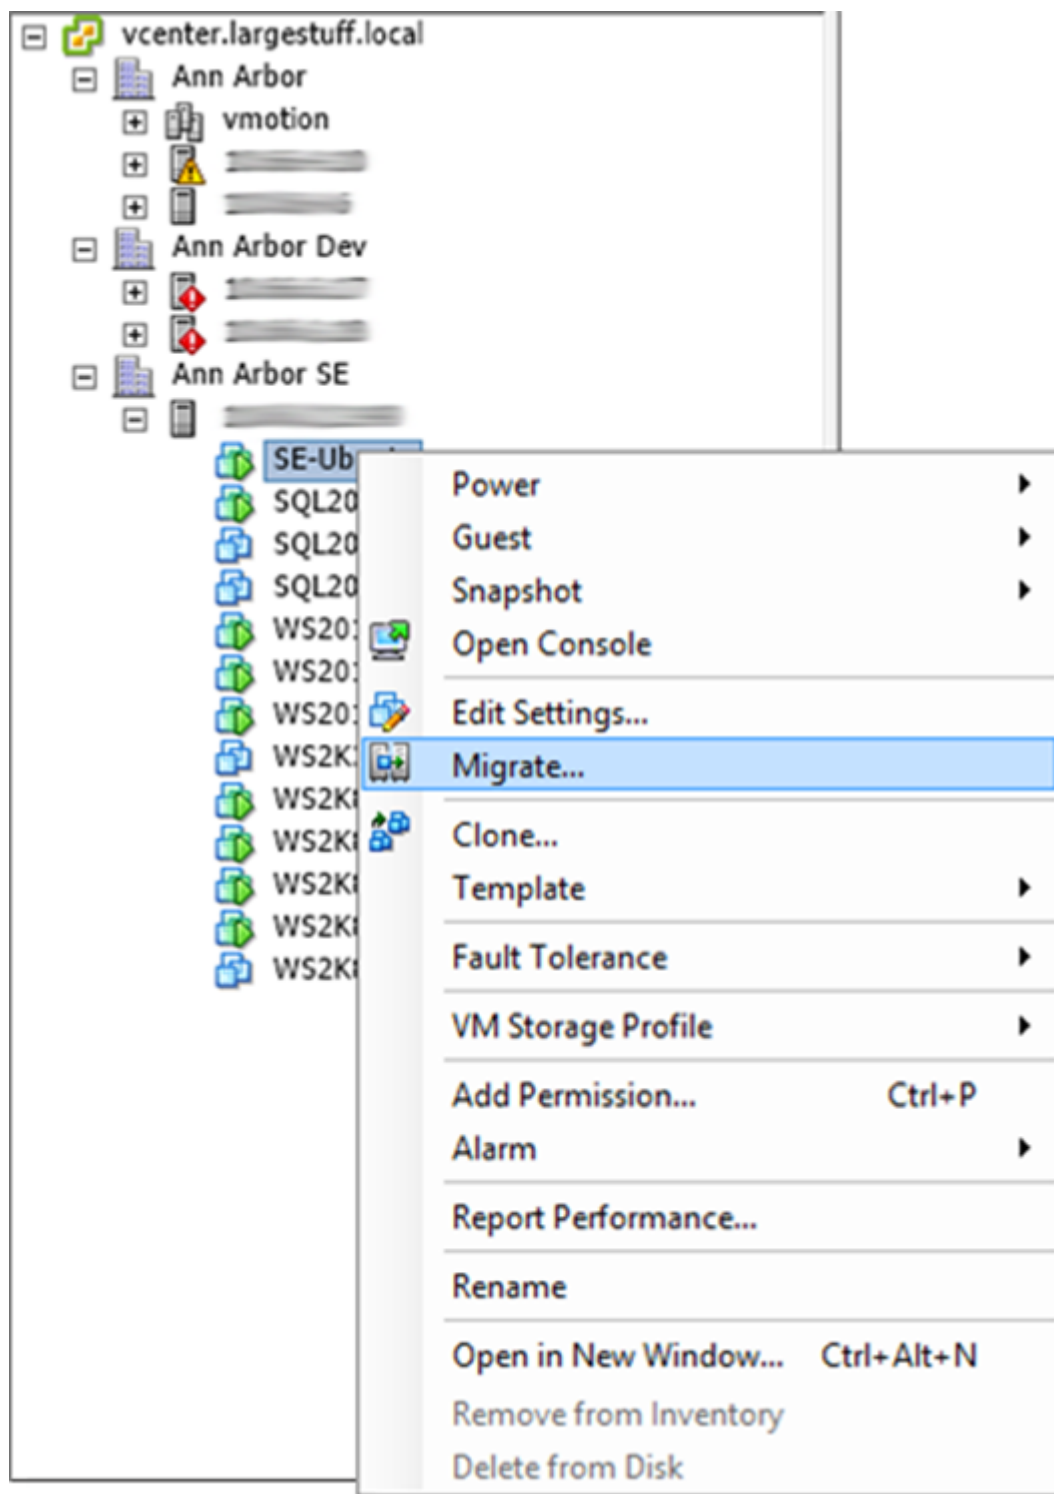 vcenter.largestuff.local
Ann Arbor
vmotion
Ann Arbor Dev
Ann Arbor SE
SE-Ub
SQL20
SQL20
SQL20
WS201
WS201
WS201
WS2K
WS2K
WS2K
WS2K
WS2K
WS2K
Power
Guest
Snapshot
Open Console
Edit Settings...
Migrate...
Clone...
Template
Fault Tolerance
VM Storage Profile
Add Permission... Ctrl+P
Alarm
Report Performance...
Rename
Open in New Window... Ctrl+Alt+N
Remove from Inventory
Delete from Disk